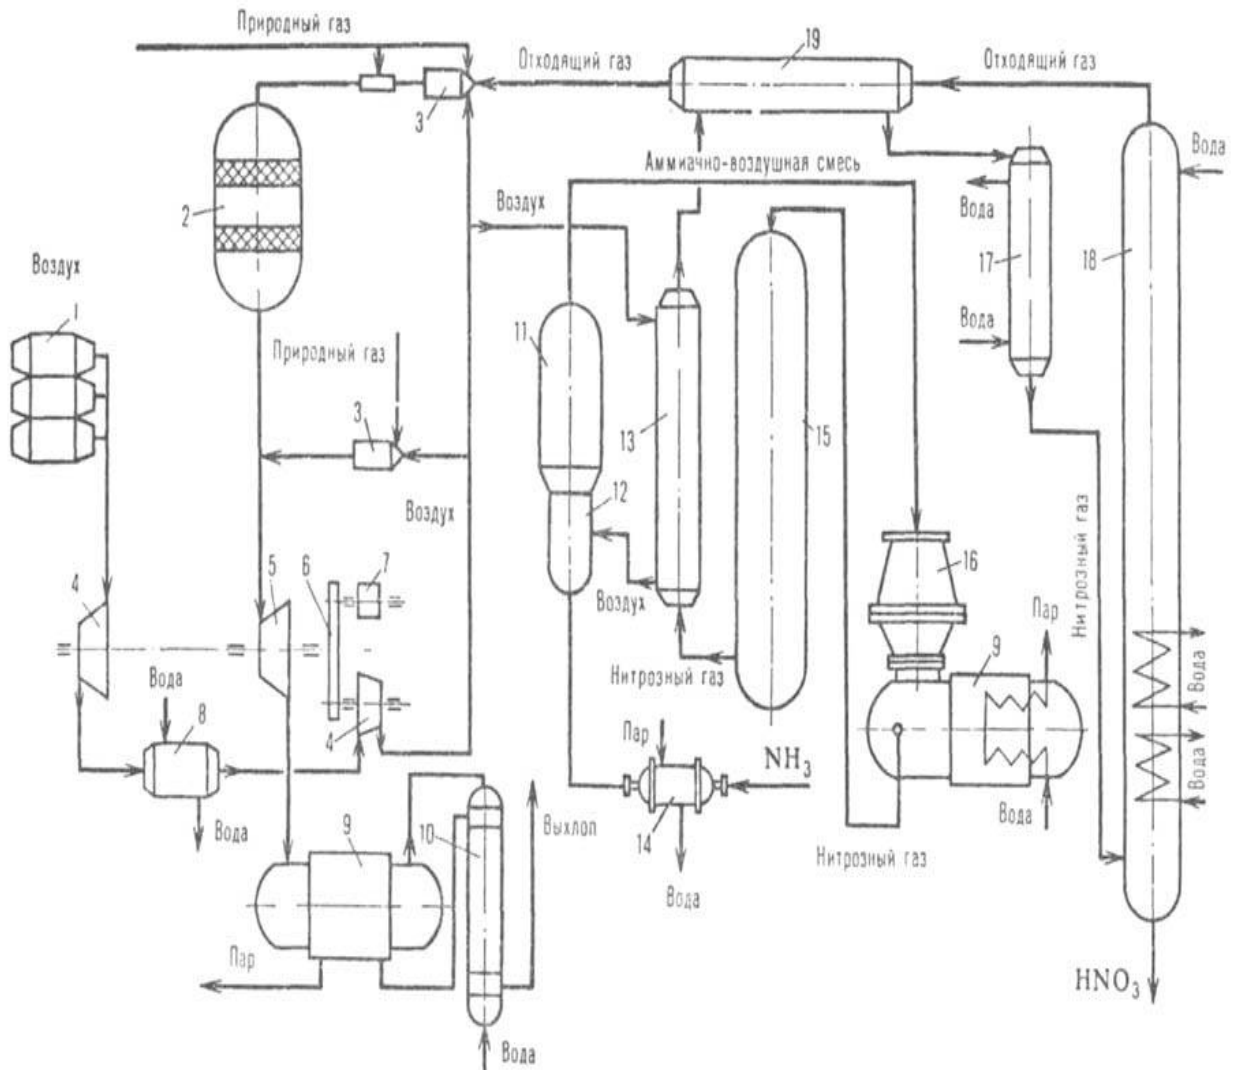 Природный газ
Отходящий газ
19
Отходящий газ
3
Аммиачно-воздушная смесь
Вода
2
Воздух
Вода
17
18
Воздух
1
Природный газ
11
Вода
3
13
15
Воздух
12
4
5
6
7
16
Воздух
Нитрозный газ
Пар
Вода
8
Нитрозный газ
9
Вода
4
Пар
NH3
Вода
Вода
9
10
Выхлоп
14
Нитрозный газ
Вода
Вода
Пар
HNO3
Вода